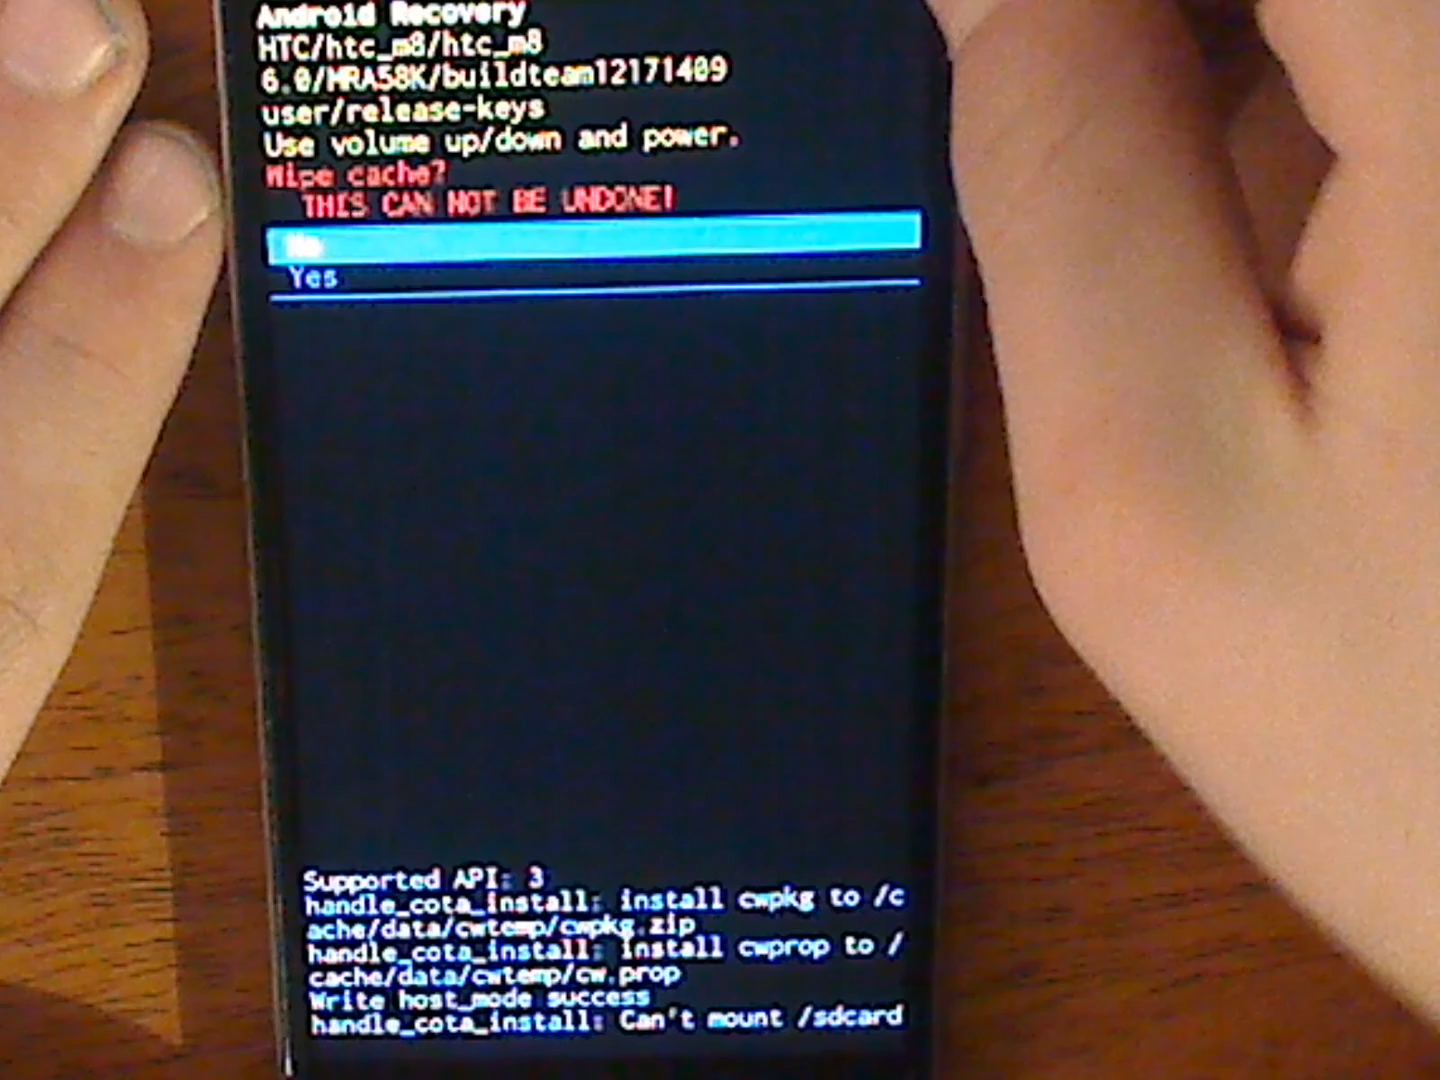 Android Recovery
HTC/htc_m8/htc_m8
6.0/MRA58K/buildteam12171409
user/release-keys
Use volume up/down and power.
Wipe cache?
THIS CAN NOT BE UNDONE!
No
Yes
Supported API: 3
handle_cota_install: install cwpkg to /c
ache/data/cwtemp/cwpkg.zip
handle_cota_install: install cwprop to /
cache/data/cwtemp/cw.prop
Write host_mode success
handle_cota_install: Can't mount /sdcard